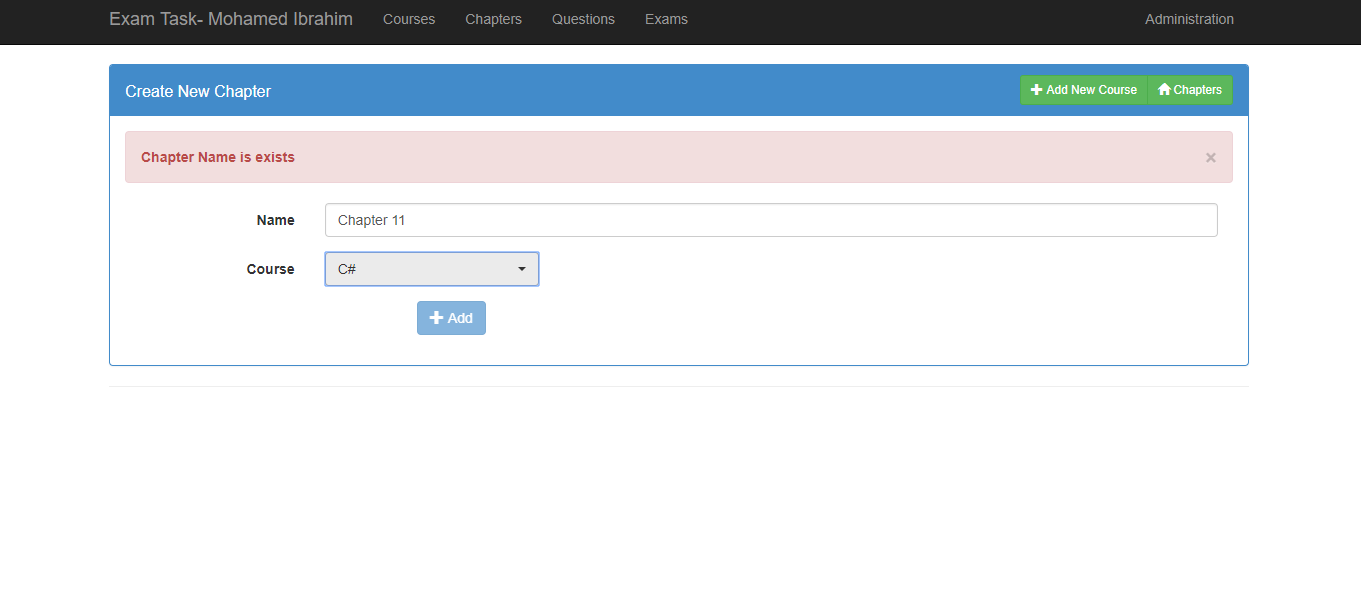 Exam Task- Mohamed Ibrahim Courses Chapters Questions Exams Administration
Create New Chapter Add New Course Chapters
Chapter Name is exists ×
Name Chapter 11
Course C#
Add